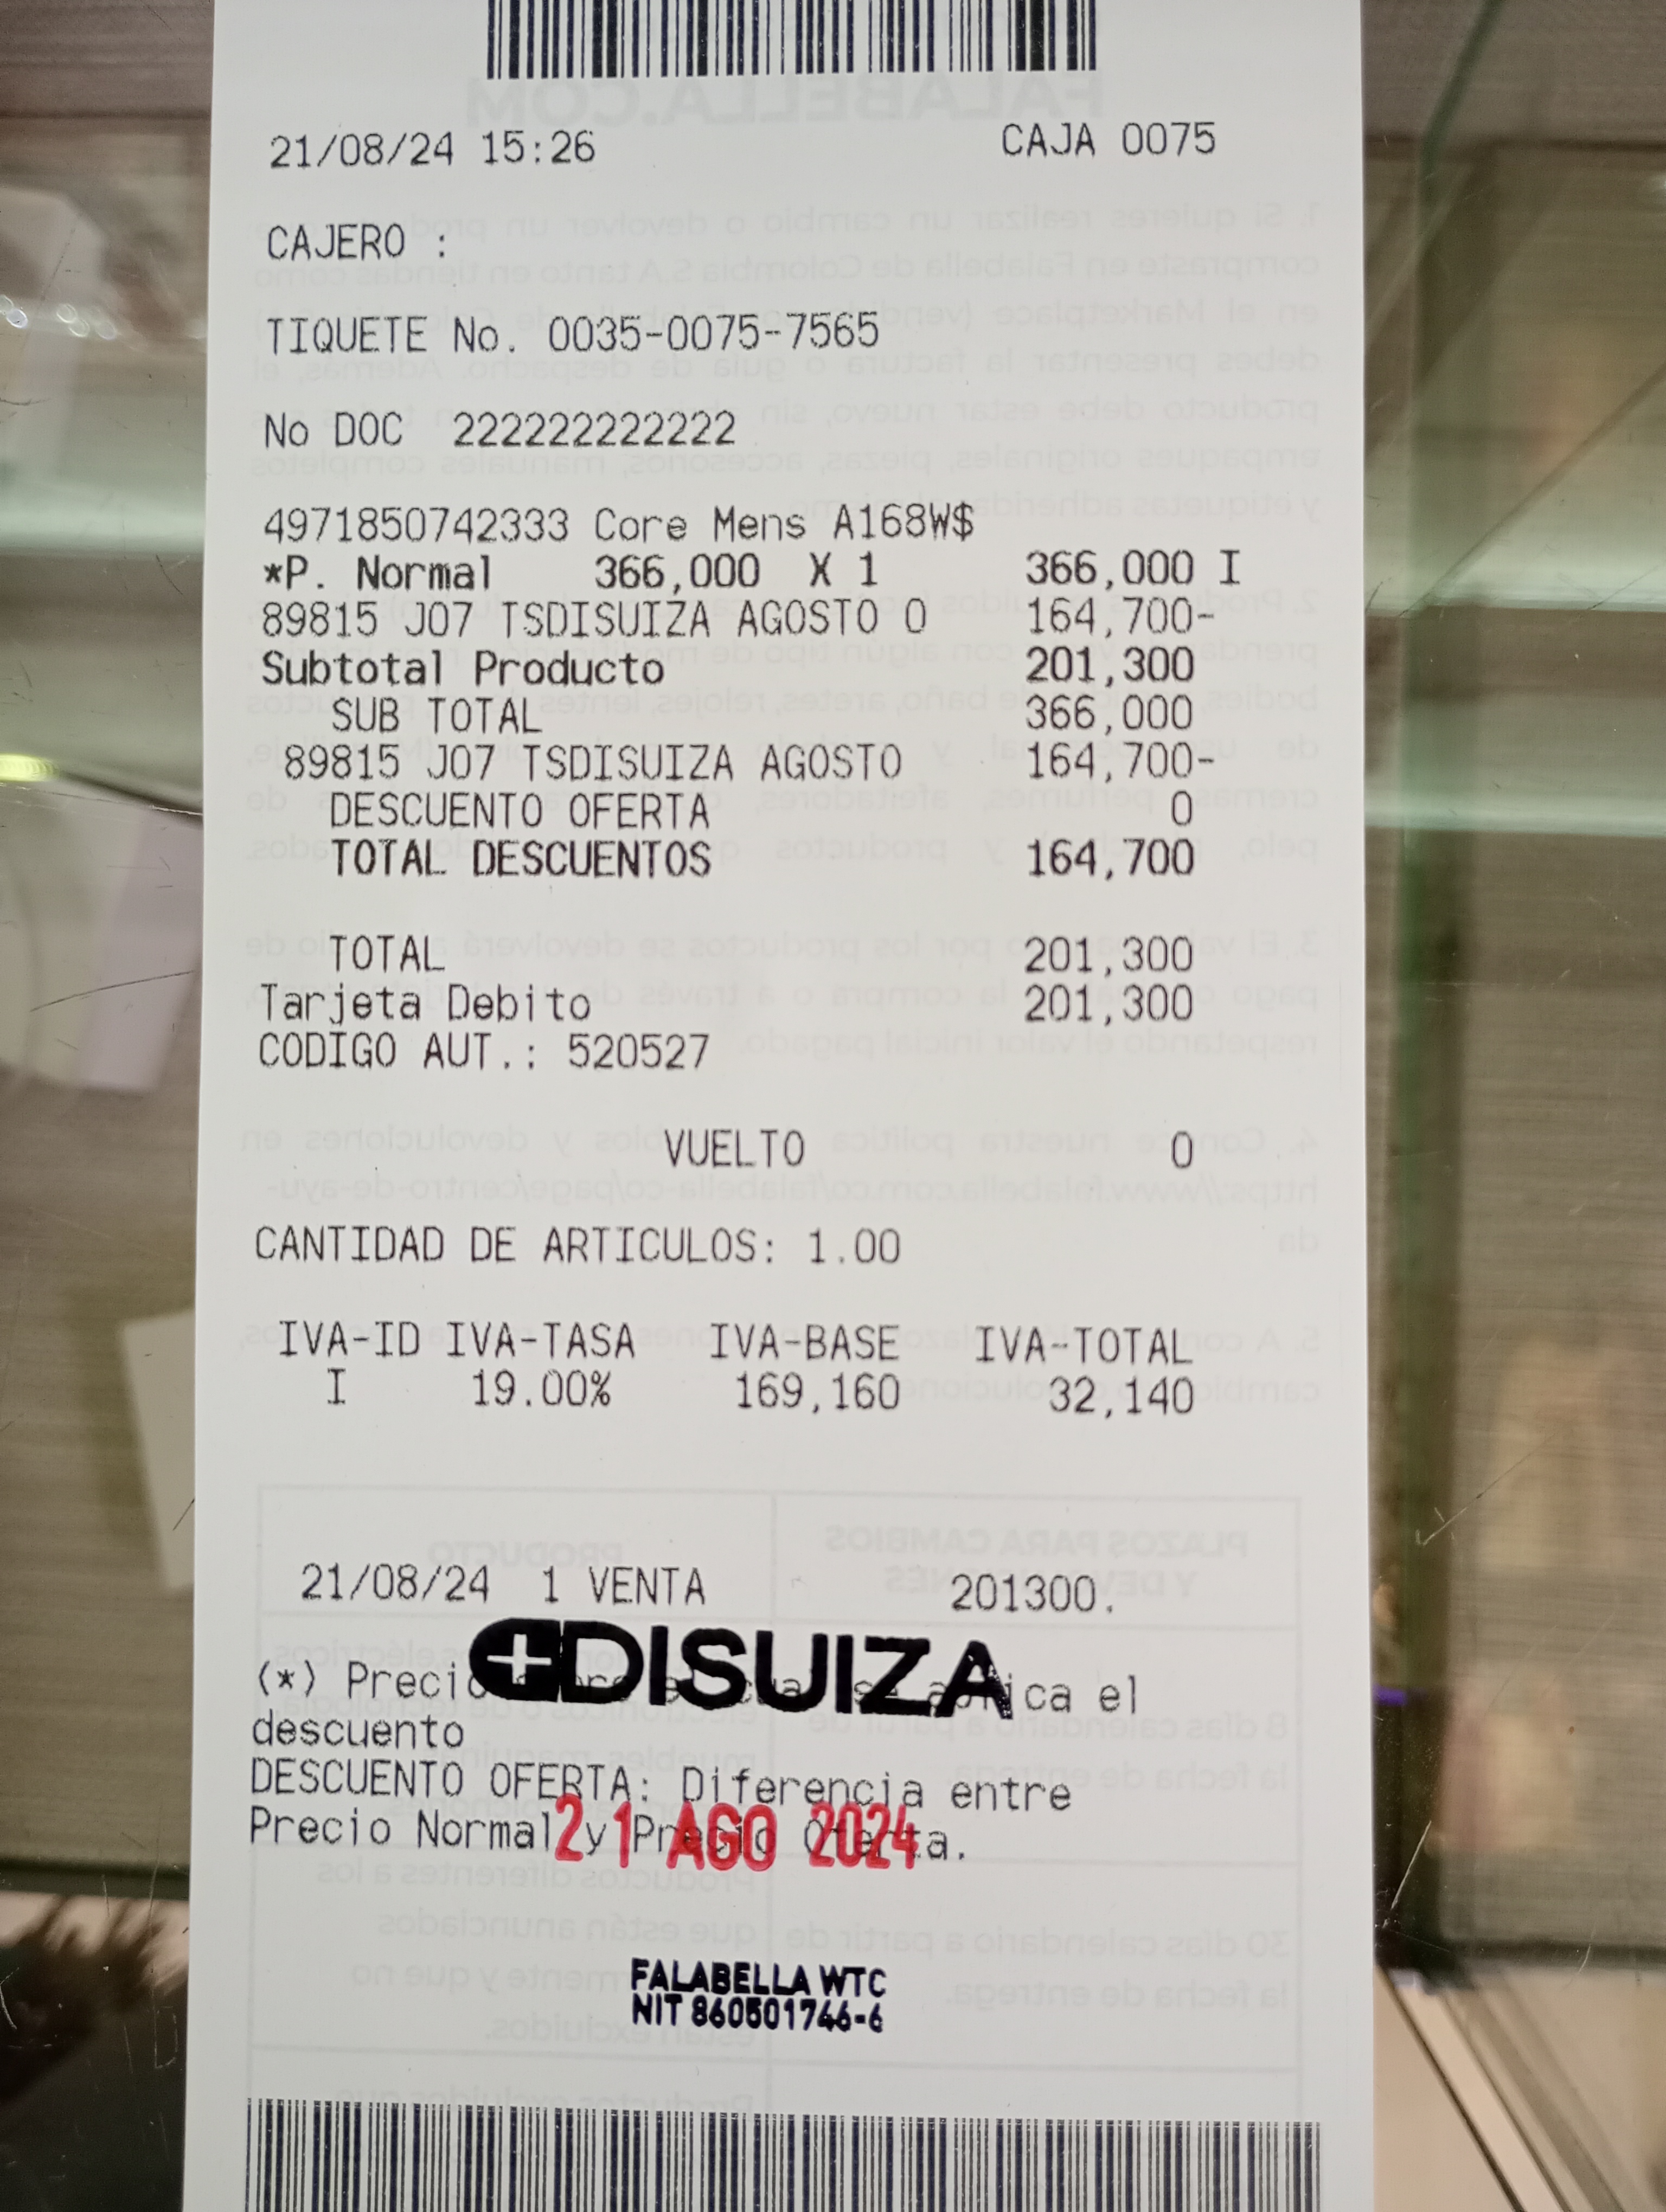 21/08/24 15:26 CAJA 0075
CAJERO :
TIQUETE No. 0035-0075-7565
No DOC 222222222222
4971850742333 Core Mens A168W$
*P. Normal 366,000 X 1 366,000 I
89815 J07 TSDISUIZA AGOSTO O 164,700-
Subtotal Producto 201,300
SUB TOTAL 366,000
89815 J07 TSDISUIZA AGOSTO 164,700-
DESCUENTO OFERTA 0
TOTAL DESCUENTOS 164,700
TOTAL 201,300
Tarjeta Debito 201,300
CODIGO AUT.: 520527
VUELTO 0
CANTIDAD DE ARTICULOS: 1.00
IVA-ID IVA-TASA IVA-BASE IVA-TOTAL
I 19.00% 169,160 32,140
21/08/24 1 VENTA 201300.
DISUIZA
(*) Precio el
descuento
DESCUENTO OFERTA: Diferencia entre
Precio Normal y Precio Oferta.
21 AGO 2024
FALABELLA WTC
NIT 860501746-6